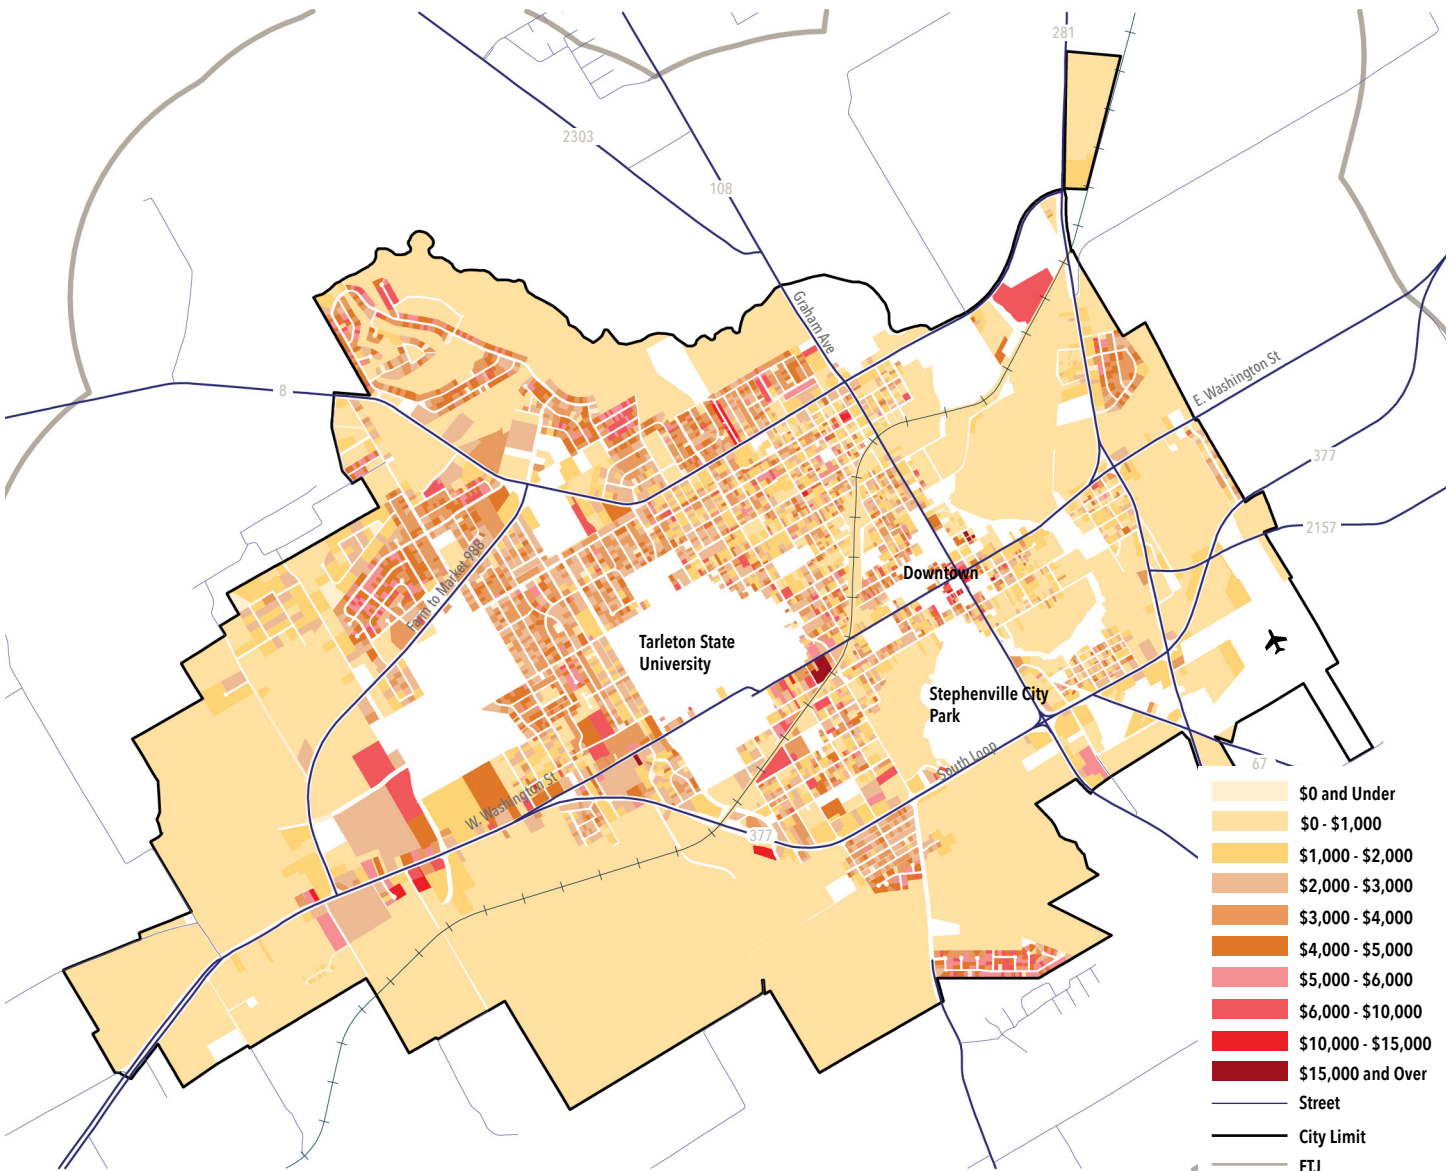 281
2303
108
Graham Ave
E. Washington St
8
377
2157
Farm to Market 988
Downtown
Tarleton State
University
Stephenville City
Park
South Loop
67
W. Washington St
377
$0 and Under
$0 - $1,000
$1,000 - $2,000
$2,000 - $3,000
$3,000 - $4,000
$4,000 - $5,000
$5,000 - $6,000
$6,000 - $10,000
$10,000 - $15,000
$15,000 and Over
Street
City Limit
ETJ